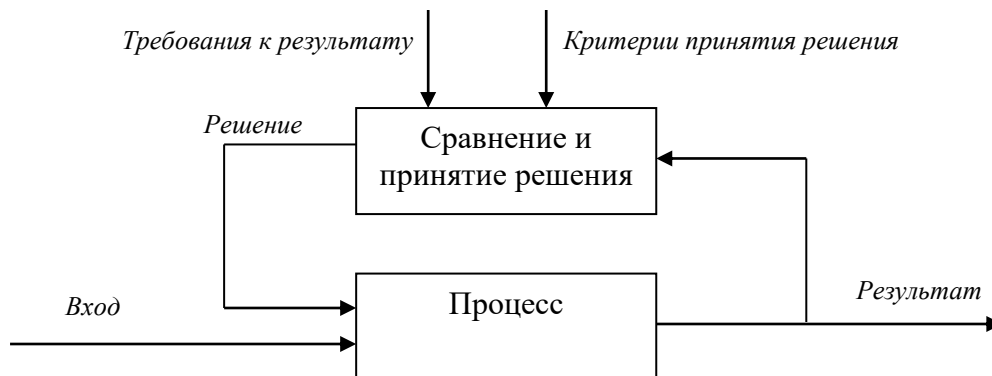 Требования к результату
Критерии принятия решения
Решение
Сравнение и
принятие решения
Вход
Процесс
Результат